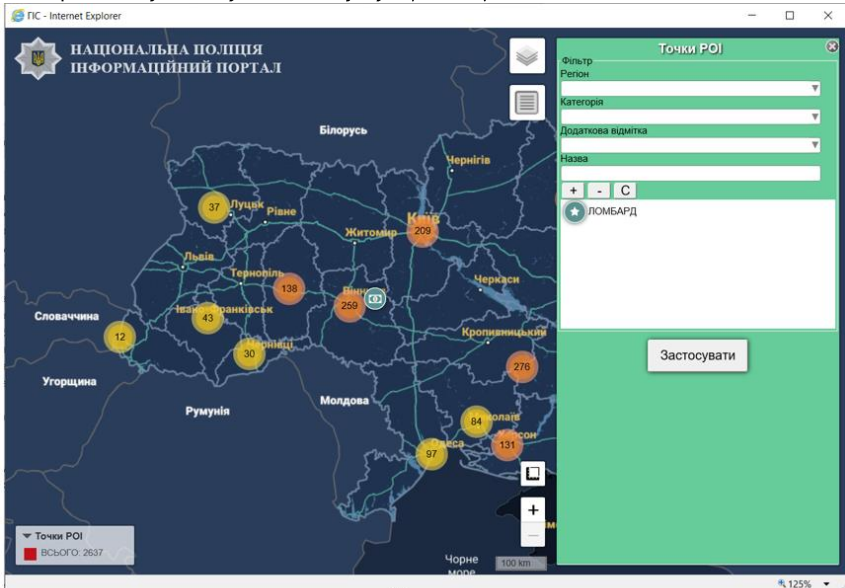 ГІС - Internet Explorer
НАЦІОНАЛЬНА ПОЛІЦІЯ
ІНФОРМАЦІЙНИЙ ПОРТАЛ
Точки POI
Фільтр
Регіон
Категорія
Додаткова відмітка
Назва
+ - C
ЛОМБАРД
Застосувати
Білорусь
Чернігів
37
Луцьк
Рівне
Київ
209
Житомир
Львів
Тернопіль
138
Вінниця
259
Черкаси
Словаччина
12
Івано-Франківськ
43
Кропивницький
Чернівці
30
276
Угорщина
Молдова
Румунія
84
Миколаїв
Херсон
131
Одеса
97
+
Точки POI
ВСЬОГО: 2637
Чорне
море
100 km
125%